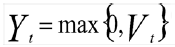 Y_t = max{0, V_t}